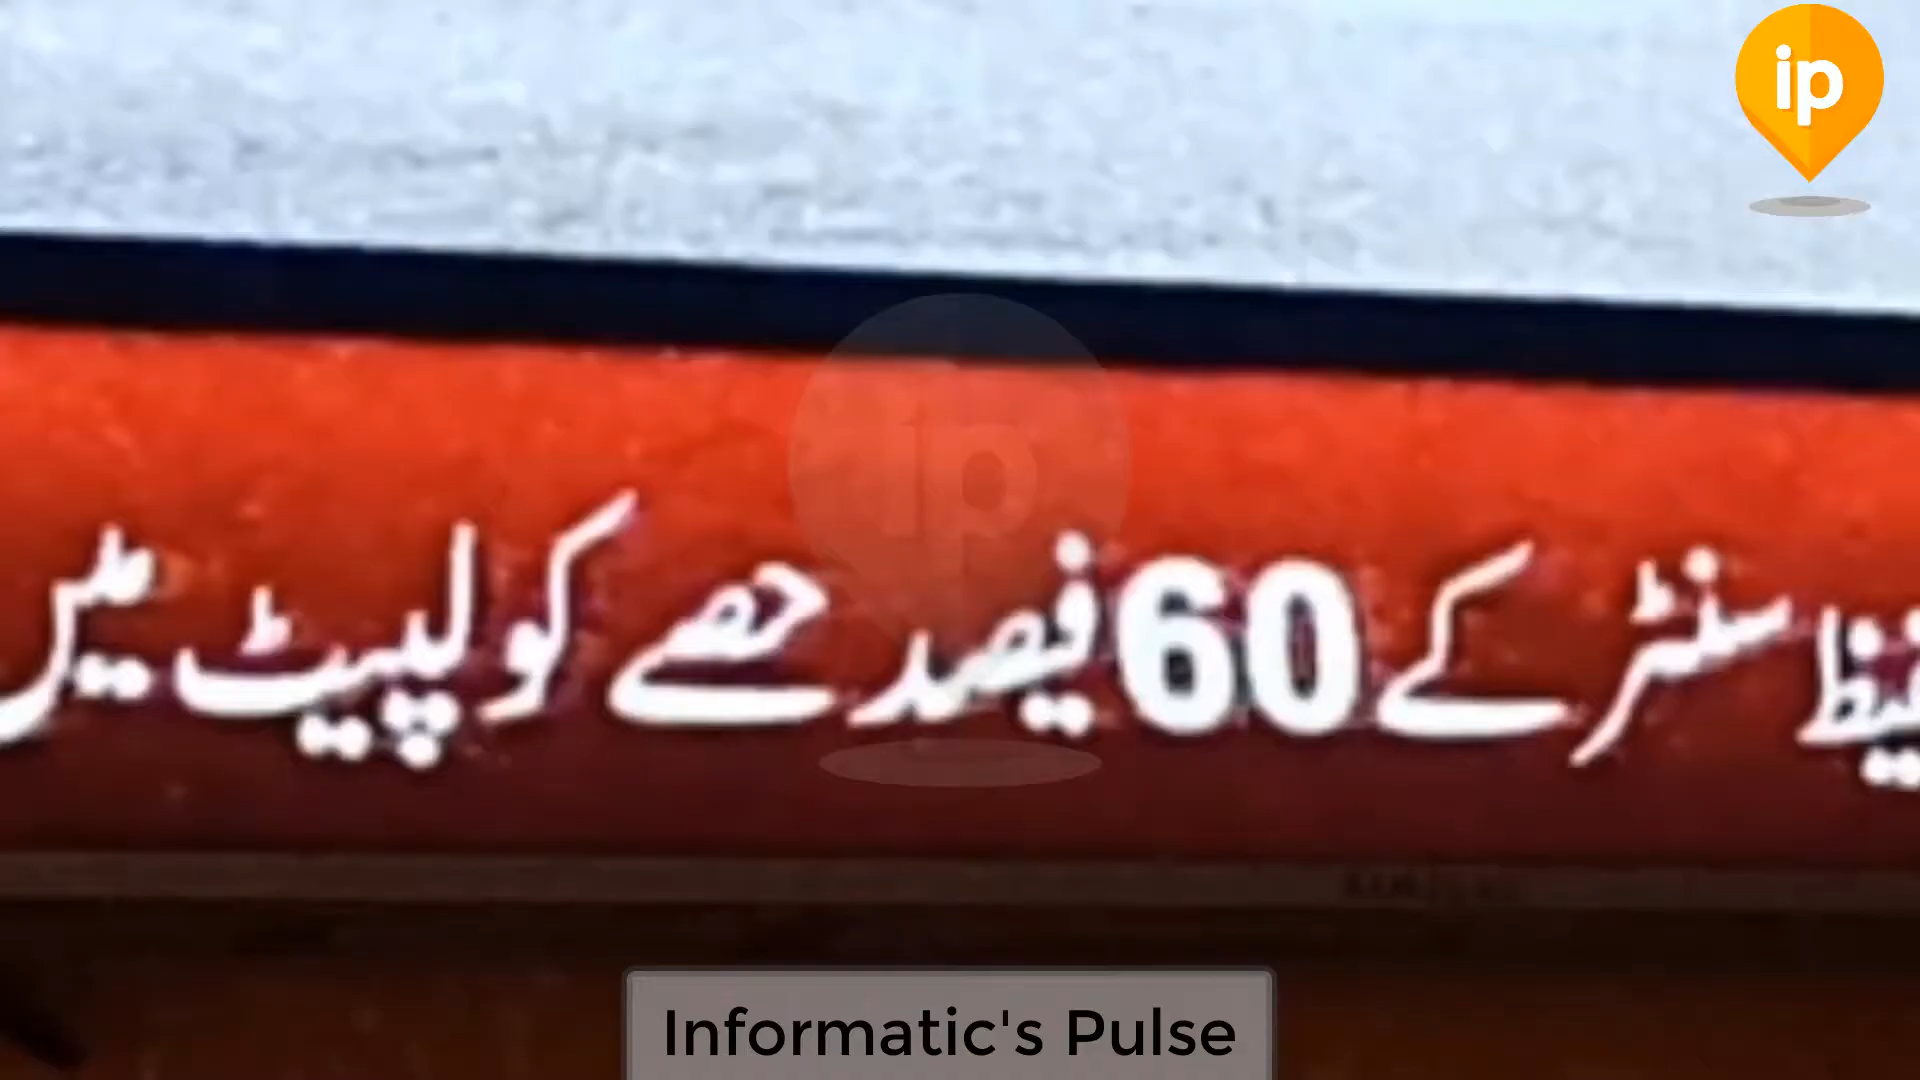 ip
سنٹر کے 60 فیصد حصے کو لپیٹ میں
Informatic's Pulse